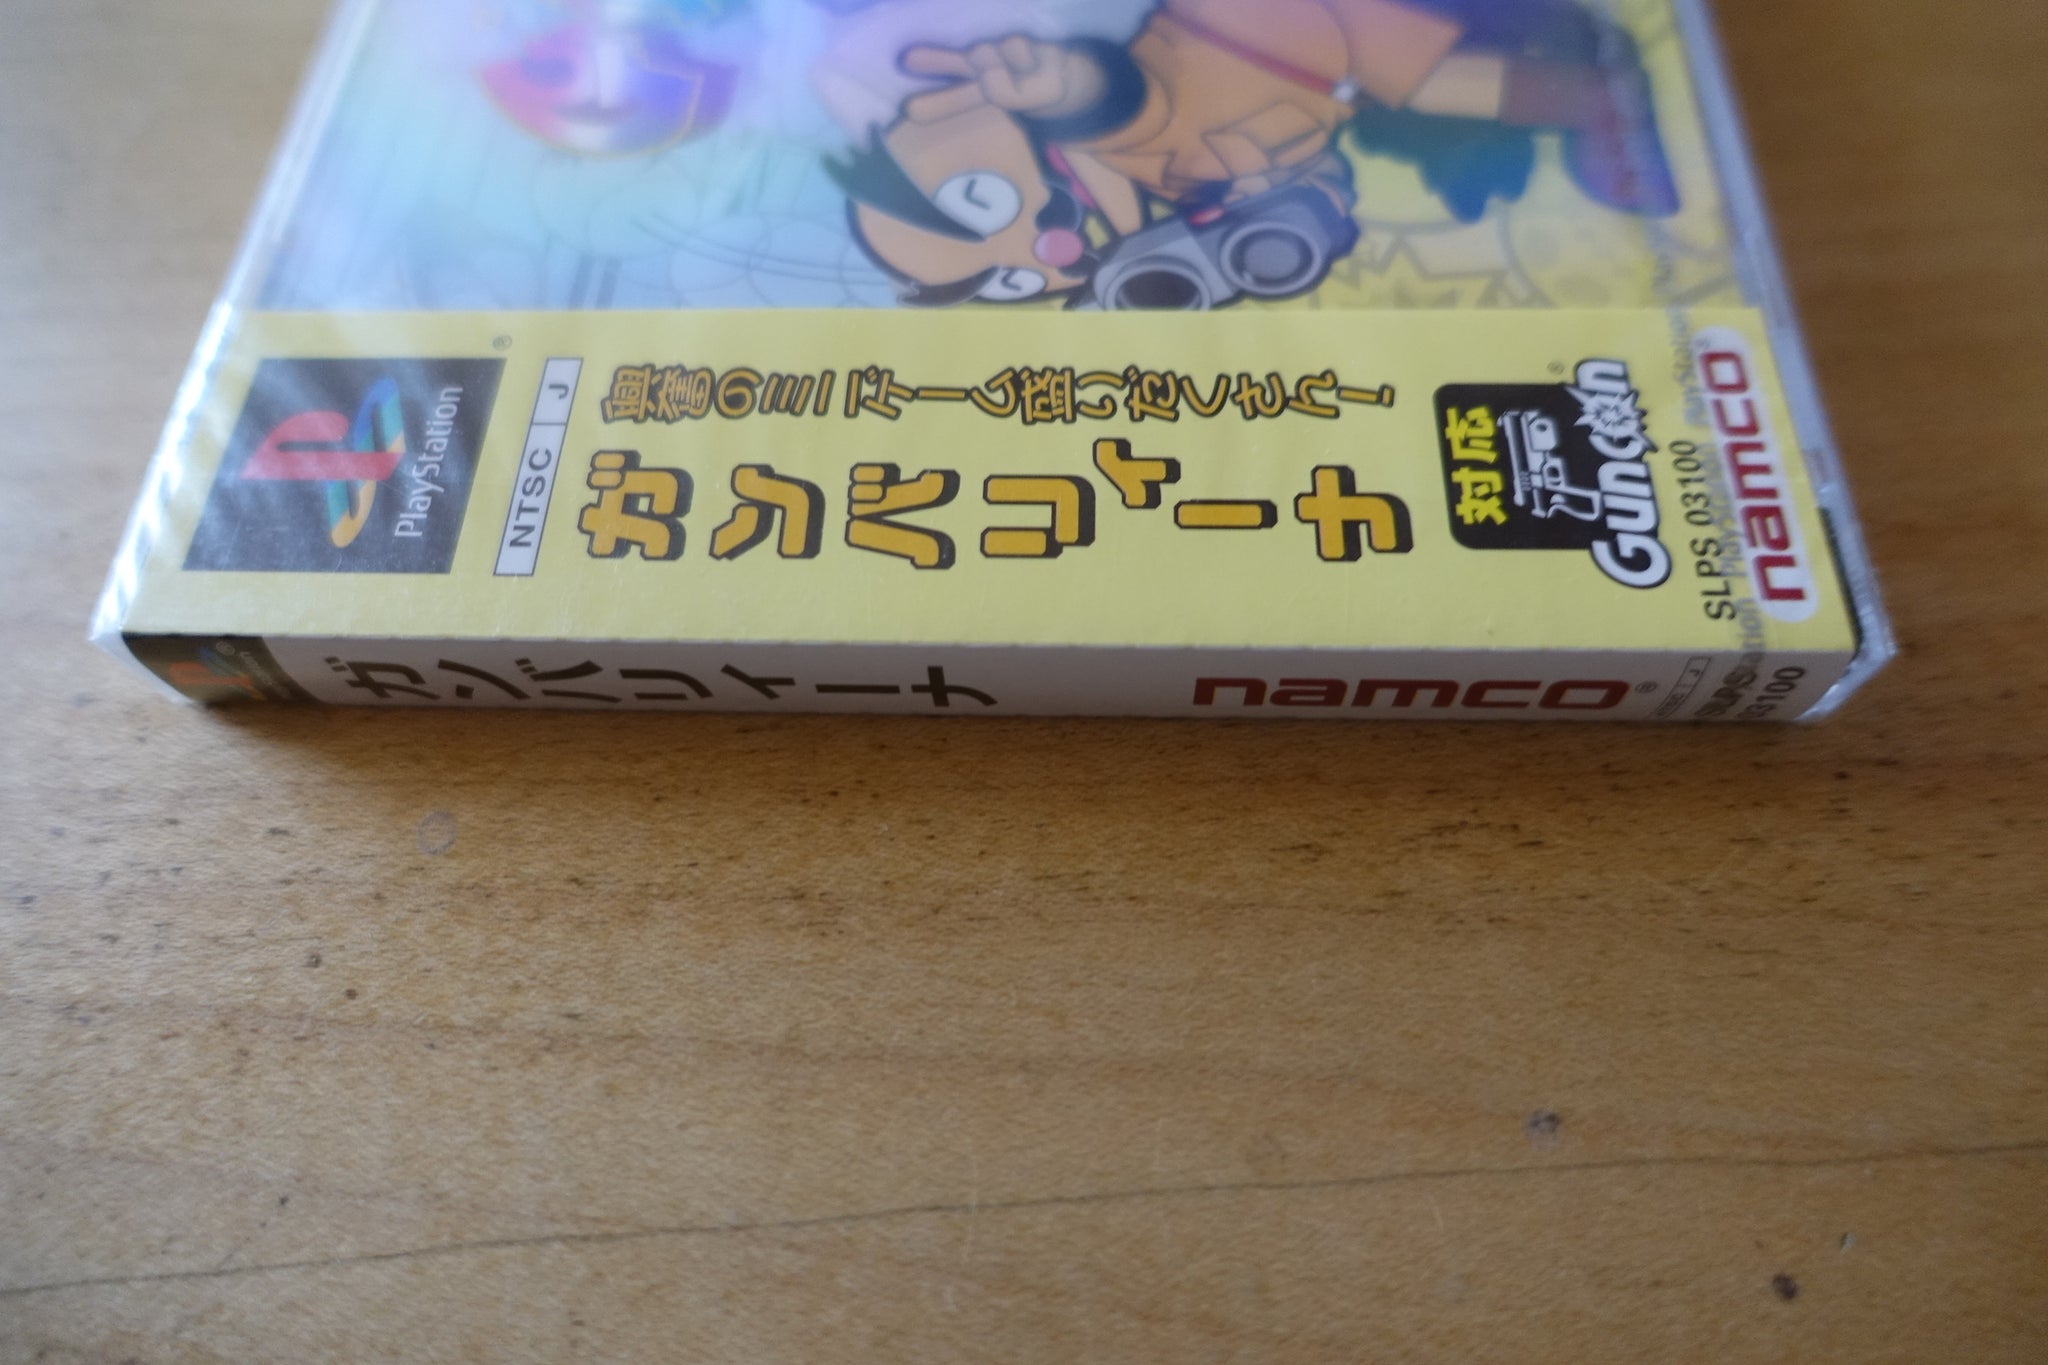 PlayStation
®
NTSC J
興奮のミニゲーム盛りだくさん!
ガンバリィーナ
対応
GunCon
®
SLPS 03100
namco
PlayStation
ガンバリィーナ
namco®
J
SLPS
03100